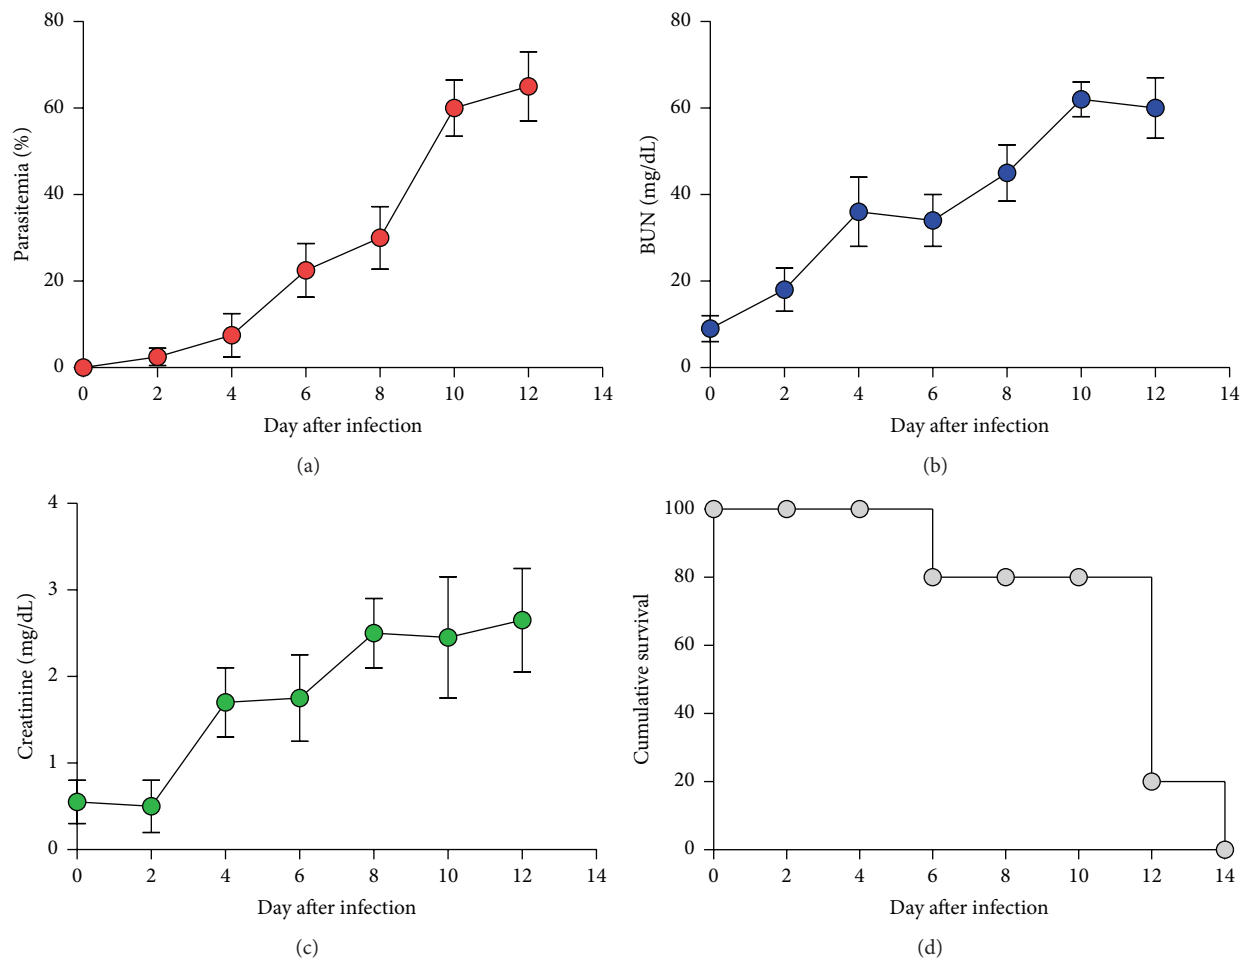 80
60
40
20
0
Parasitemia (%)
0 2 4 6 8 10 12 14
Day after infection
(a)
80
60
40
20
0
BUN (mg/dL)
0 2 4 6 8 10 12 14
Day after infection
(b)
4
3
2
1
0
Creatinine (mg/dL)
0 2 4 6 8 10 12 14
Day after infection
(c)
100
80
60
40
20
0
Cumulative survival
0 2 4 6 8 10 12 14
Day after infection
(d)